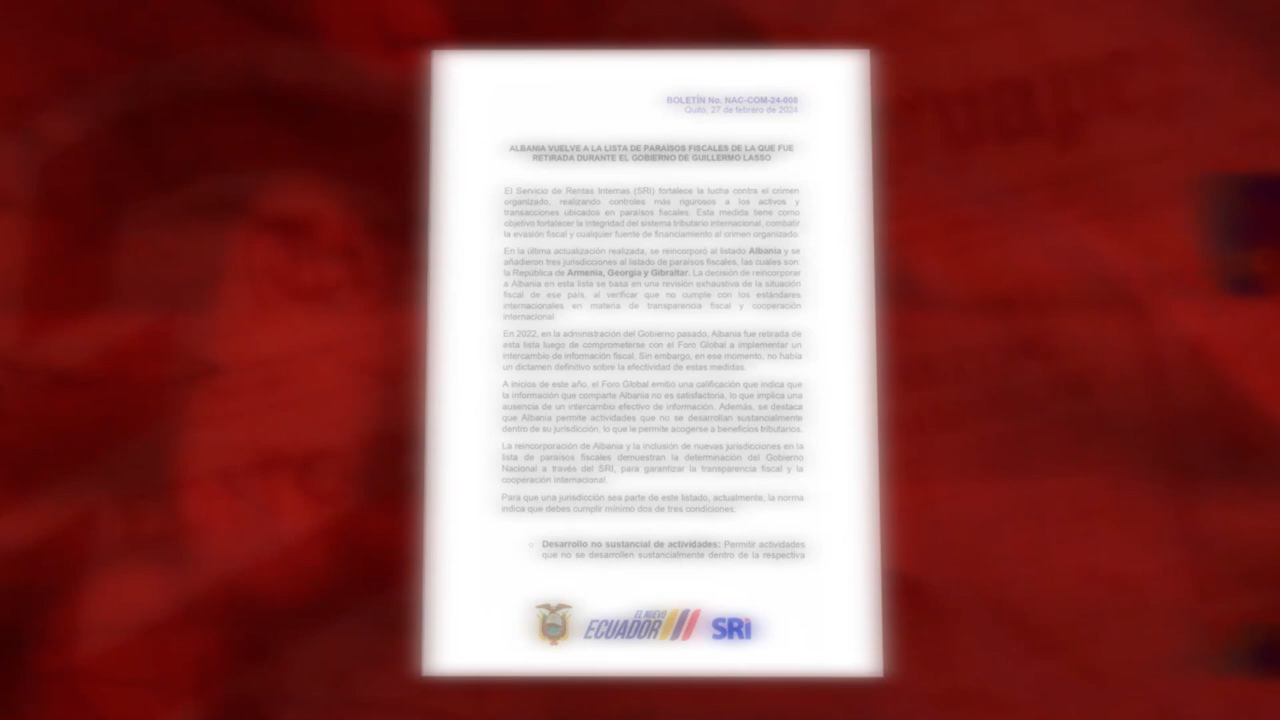 BOLETÍN No. NAC-COM-24-008
Quito, 27 de febrero de 2024
ALBANIA VUELVE A LA LISTA DE PARAÍSOS FISCALES DE LA QUE FUE
RETIRADA DURANTE EL GOBIERNO DE GUILLERMO LASSO
El Servicio de Rentas Internas (SRI) fortalece la lucha contra el crimen
organizado, realizando controles más rigurosos a los activos y
transacciones ubicados en paraísos fiscales. Esta medida tiene como
objetivo fortalecer la integridad del sistema tributario internacional, combatir
la evasión fiscal y cualquier fuente de financiamiento al crimen organizado.
En la última actualización realizada, se reincorporó al listado Albania y se
añadieron tres jurisdicciones al listado de paraísos fiscales, las cuales son:
la República de Armenia, Georgia y Gibraltar. La decisión de reincorporar
a Albania en esta lista se basa en una revisión exhaustiva de la situación
fiscal de ese país, al verificar que no cumple con los estándares
internacionales en materia de transparencia fiscal y cooperación
internacional.
En 2022, en la administración del Gobierno pasado, Albania fue retirada de
esta lista luego de comprometerse con el Foro Global a implementar un
intercambio de información fiscal. Sin embargo, en ese momento, no había
un dictamen definitivo sobre la efectividad de estas medidas.
A inicios de este año, el Foro Global emitió una calificación que indica que
la información que comparte Albania no es satisfactoria, lo que implica una
ausencia de un intercambio efectivo de información. Además, se destaca
que Albania permite actividades que no se desarrollan sustancialmente
dentro de su jurisdicción, lo que le permite acogerse a beneficios tributarios.
La reincorporación de Albania y la inclusión de nuevas jurisdicciones en la
lista de paraísos fiscales demuestran la determinación del Gobierno
Nacional a través del SRI, para garantizar la transparencia fiscal y la
cooperación internacional.
Para que una jurisdicción sea parte de este listado, actualmente, la norma
indica que debes cumplir mínimo dos de tres condiciones.
○ Desarrollo no sustancial de actividades: Permitir actividades
que no se desarrollen sustancialmente dentro de la respectiva
EL NUEVO
ECUADOR
SRi